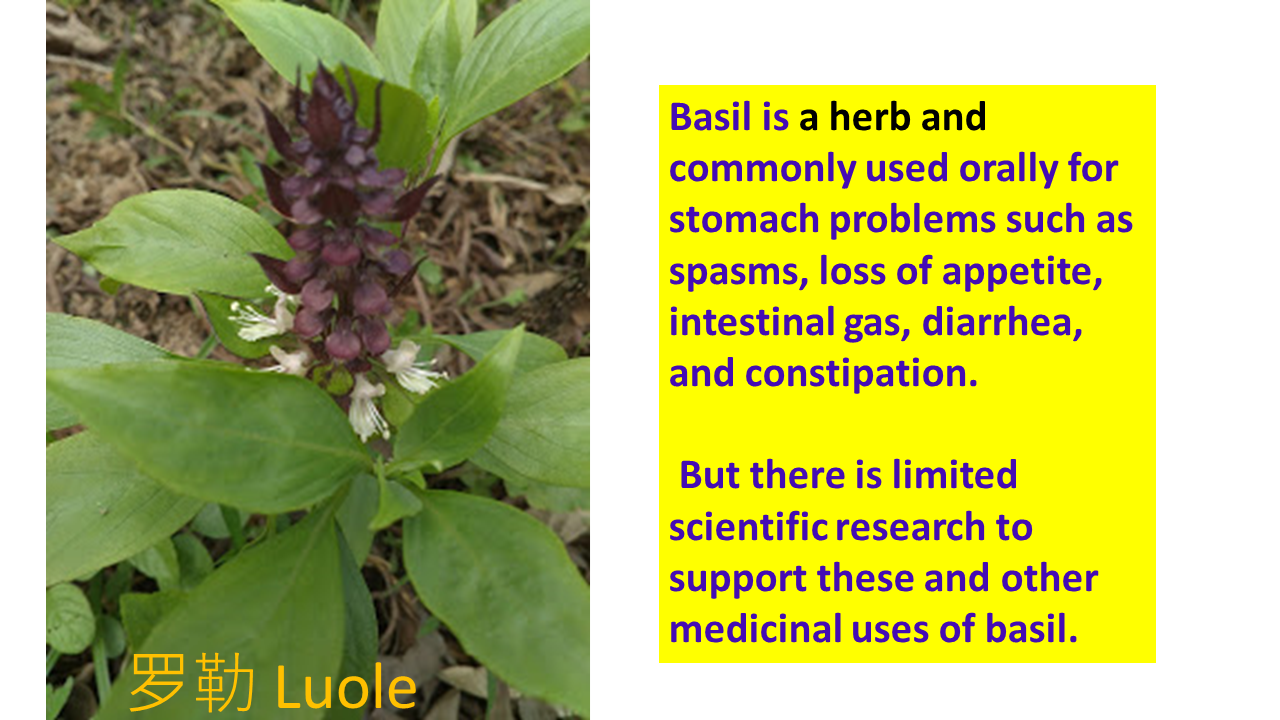 Basil is a herb and
commonly used orally for
stomach problems such as
spasms, loss of appetite,
intestinal gas, diarrhea,
and constipation.
But there is limited
scientific research to
support these and other
medicinal uses of basil.
罗勒 Luole